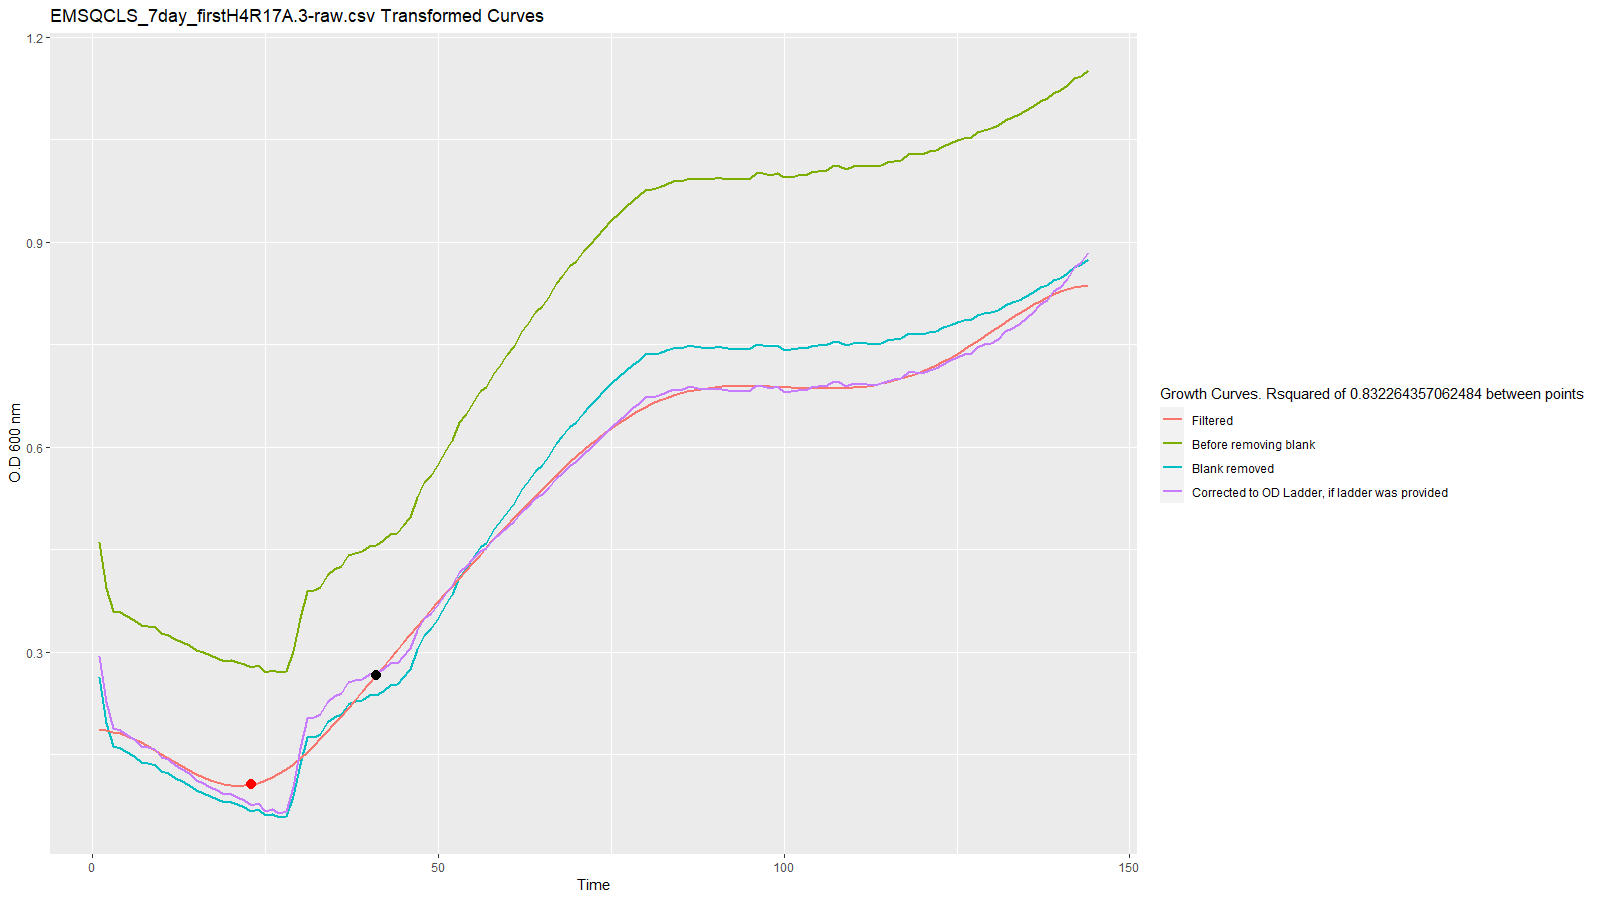 EMSQCLS_7day_firstH4R17A.3-raw.csv Transformed Curves
1.2
0.9
0.6
0.3
O.D 600 nm
0
50
100
150
Time
Growth Curves. Rsquared of 0.832264357062484 between points
Filtered
Before removing blank
Blank removed
Corrected to OD Ladder, if ladder was provided